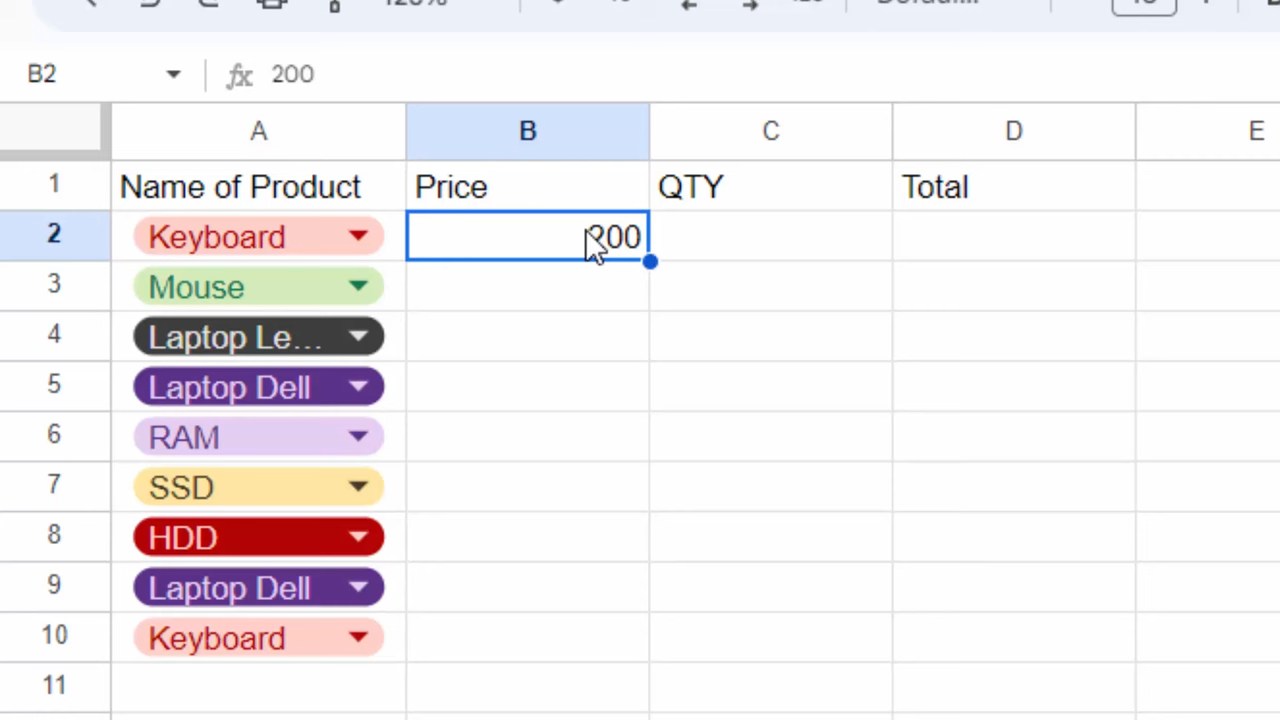 B2 fx 200
A B C D E
1 Name of Product Price QTY Total
2 Keyboard 200
3 Mouse
4 Laptop Le...
5 Laptop Dell
6 RAM
7 SSD
8 HDD
9 Laptop Dell
10 Keyboard
11